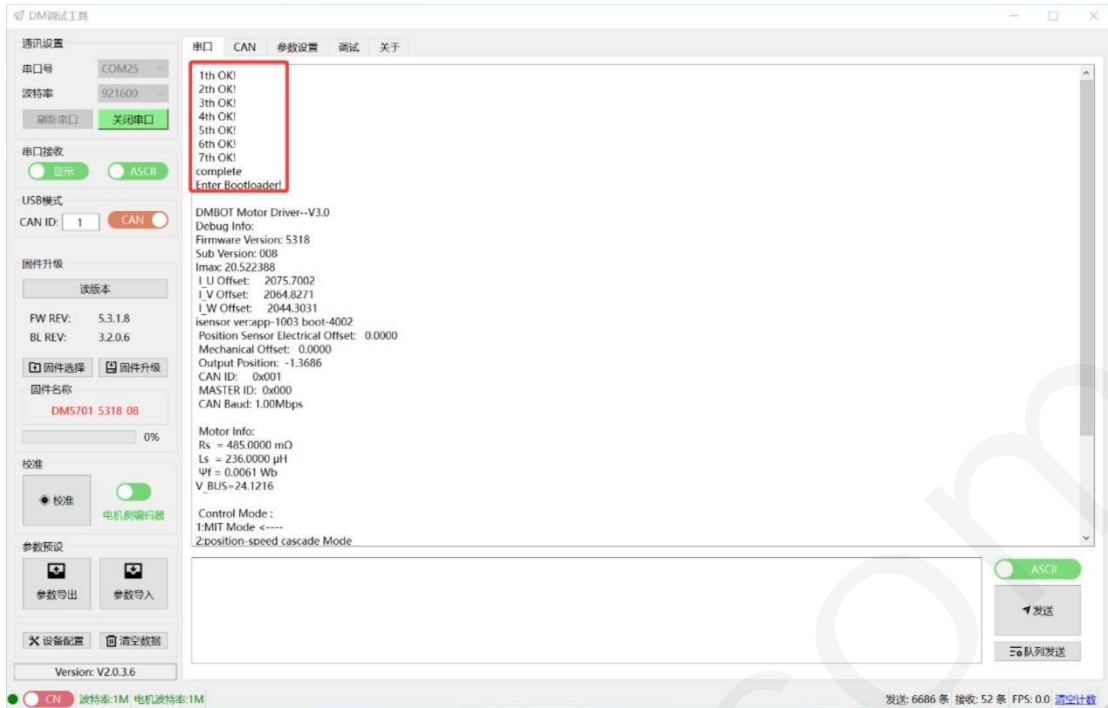 DM调试工具
通讯设置
串口号 COM25
波特率 921600
刷新串口 关闭串口
串口接收
显示 ASCII
USB模式
CAN ID: 1 CAN
固件升级
读版本
FW REV: 5.3.1.8
BL REV: 3.2.0.6
固件选择 固件升级
固件名称
DM5701 5318 08
0%
校准
校准
电机侧编码器
参数预设
参数导出 参数导入
设备配置 清空数据
Version: V2.0.3.6
串口 CAN 参数设置 调试 关于
1th OK!
2th OK!
3th OK!
4th OK!
5th OK!
6th OK!
7th OK!
complete
Enter Bootloader!
DMBOT Motor Driver--V3.0
Debug Info:
Firmware Version: 5318
Sub Version: 008
Imax: 20.522388
I_U Offset: 2075.7002
I_V Offset: 2064.8271
I_W Offset: 2044.3031
isensor ver:app-1003 boot-4002
Position Sensor Electrical Offset: 0.0000
Mechanical Offset: 0.0000
Output Position: -1.3686
CAN ID: 0x001
MASTER ID: 0x000
CAN Baud: 1.00Mbps
Motor Info:
Rs = 485.0000 mΩ
Ls = 236.0000 μH
Ψf = 0.0061 Wb
V_BUS=24.1216
Control Mode :
1:MIT Mode <----
2:position-speed cascade Mode
ASCII
发送
队列发送
CN 波特率:1M 电机波特率:1M
发送: 6686 条 接收: 52 条 FPS: 0.0 清空计数
com